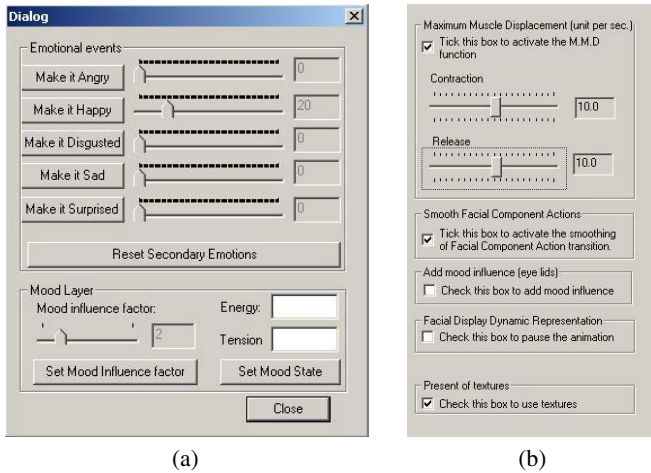 Dialog
Emotional events
Make it Angry
0
Make it Happy
20
Make it Disgusted
0
Make it Sad
0
Make it Surprised
0
Reset Secondary Emotions
Mood Layer
Mood influence factor:
2
Energy:
Tension
Set Mood Influence factor
Set Mood State
Close
(a)
Maximum Muscle Displacement (unit per sec.)
Tick this box to activate the M.M.D
function
Contraction
10.0
Release
10.0
Smooth Facial Component Actions
Tick this box to activate the smoothing
of Facial Component Action transition.
Add mood influence (eye lids)
Check this box to add mood influence
Facial Display Dynamic Representation
Check this box to pause the animation
Present of textures
Check this box to use textures
(b)